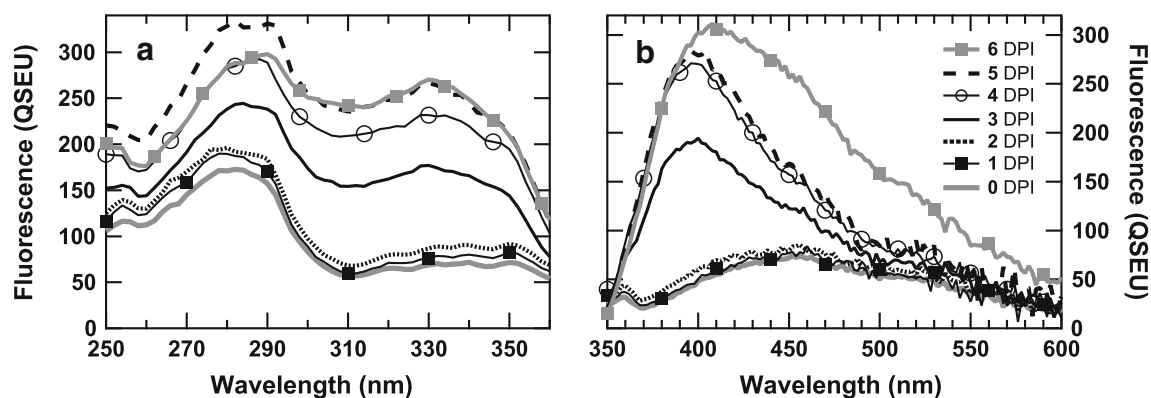 Fluorescence (QSEU)
300
250
200
150
100
50
0
a
250 270 290 310 330 350
Wavelength (nm)
b
6 DPI
5 DPI
4 DPI
3 DPI
2 DPI
1 DPI
0 DPI
350 400 450 500 550 600
Wavelength (nm)
300
250
200
150
100
50
0
Fluorescence (QSEU)